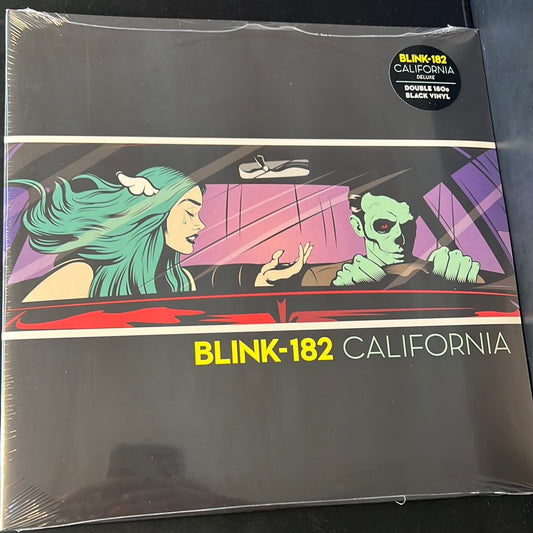 BLINK-182
CALIFORNIA
DELUXE
DOUBLE 180G
BLACK VINYL
BLINK-182 CALIFORNIA